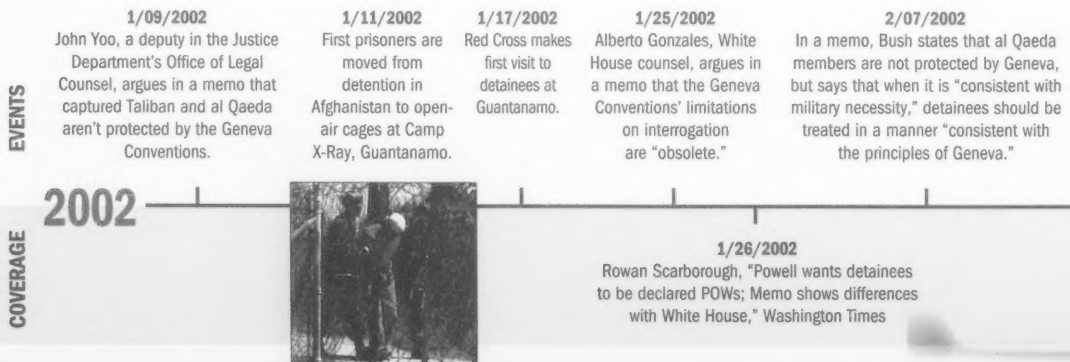 1/09/2002
John Yoo, a deputy in the Justice
Department's Office of Legal
Counsel, argues in a memo that
captured Taliban and al Qaeda
aren't protected by the Geneva
Conventions.
1/11/2002
First prisoners are
moved from
detention in
Afghanistan to open-
air cages at Camp
X-Ray, Guantanamo.
1/17/2002
Red Cross makes
first visit to
detainees at
Guantanamo.
1/25/2002
Alberto Gonzales, White
House counsel, argues in
a memo that the Geneva
Conventions' limitations
on interrogation
are “obsolete.”
2/07/2002
In a memo, Bush states that al Qaeda
members are not protected by Geneva,
but says that when it is “consistent with
military necessity,” detainees should be
treated in a manner “consistent with
the principles of Geneva.”
EVENTS
2002
COVERAGE
1/26/2002
Rowan Scarborough, “Powell wants detainees
to be declared POWs; Memo shows differences
with White House,” Washington Times